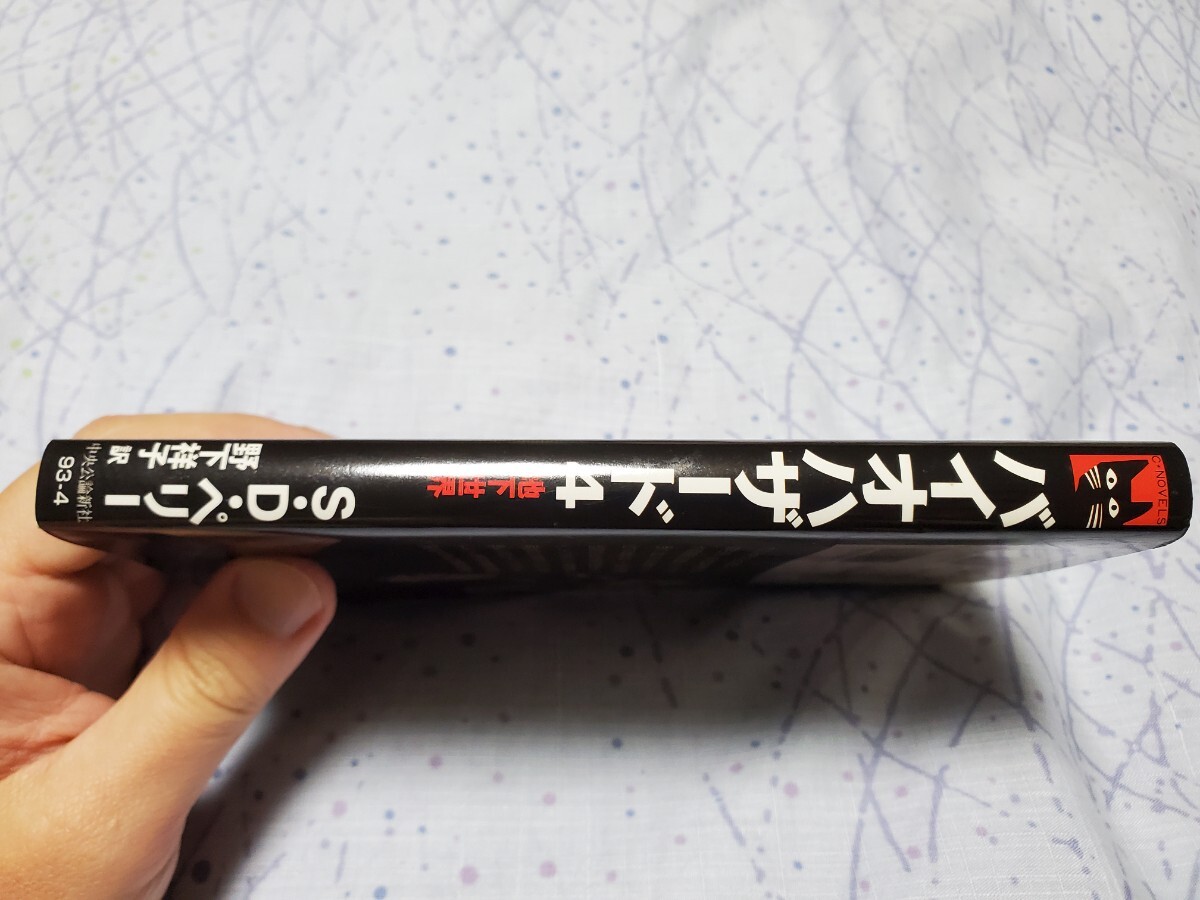 C★NOVELS
バイオハザード4
地下世界
S・D・ペリー
野下祥子 訳
中央公論新社
93-4